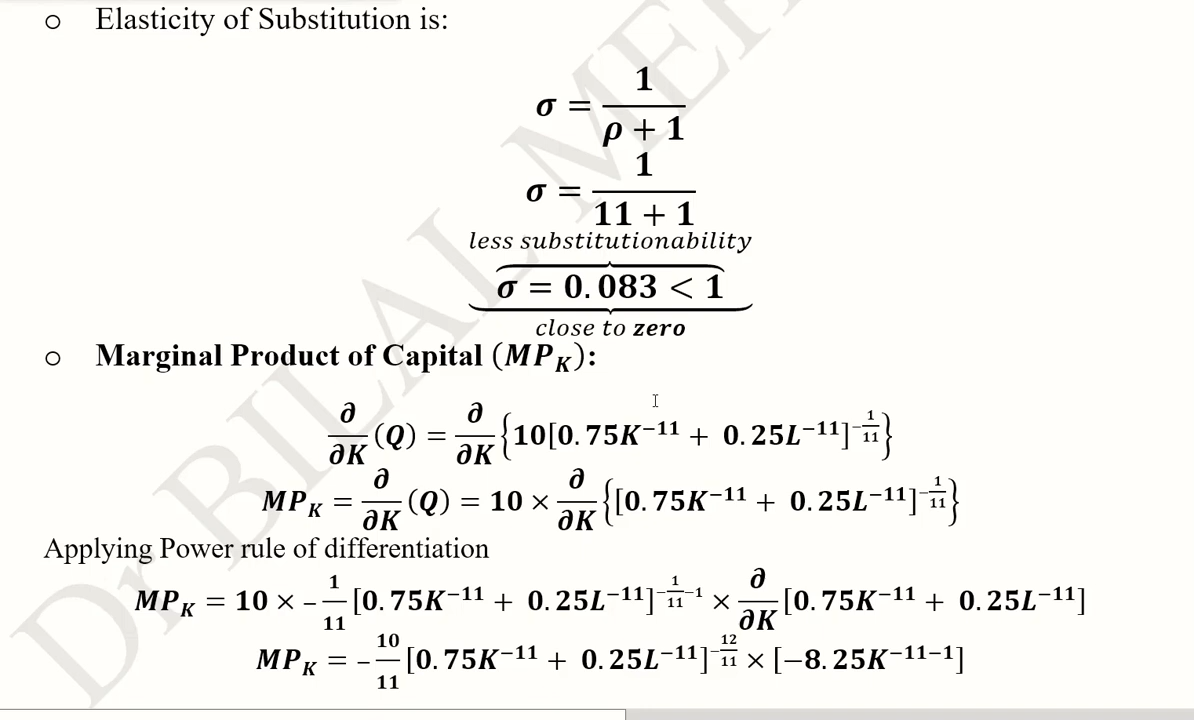 o Elasticity of Substitution is:
σ = 1 / (ρ + 1)
σ = 1 / (11 + 1)
less substitutionability
σ = 0.083 < 1
close to zero
o Marginal Product of Capital (MP_K):
∂/∂K (Q) = ∂/∂K {10[0.75K^−11 + 0.25L^−11]^−1/11}
MP_K = ∂/∂K (Q) = 10 × ∂/∂K {[0.75K^−11 + 0.25L^−11]^−1/11}
Applying Power rule of differentiation
MP_K = 10 × −1/11 [0.75K^−11 + 0.25L^−11]^−1/11−1 × ∂/∂K [0.75K^−11 + 0.25L^−11]
MP_K = −10/11 [0.75K^−11 + 0.25L^−11]^−12/11 × [−8.25K^−11−1]
Dr BILAL